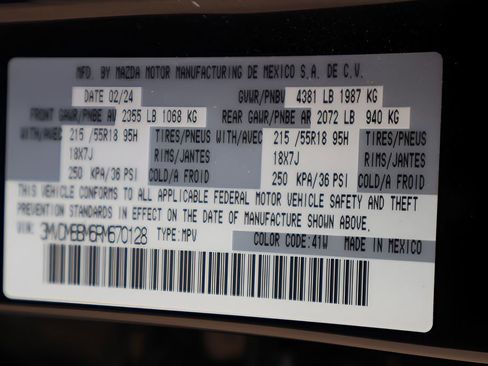 MFD. BY MAZDA MOTOR MANUFACTURING DE MEXICO S.A. DE C.V.
DATE 02/24 GVWR/PNBV 4381 LB 1987 KG
FRONT GAWR/PNBE AV 2355 LB 1068 KG REAR GAWR/PNBE AR 2072 LB 940 KG
WITH/AVEC 215 /55R18 95H TIRES/PNEUS WITH/AVEC 215 /55R18 95H TIRES/PNEUS
18X7J RIMS/JANTES 18X7J RIMS/JANTES
250 KPA/36 PSI COLD/A FROID 250 KPA/36 PSI COLD/A FROID
THIS VEHICLE CONFORMS TO ALL APPLICABLE FEDERAL MOTOR VEHICLE SAFETY AND THEFT
PREVENTION STANDARDS IN EFFECT ON THE DATE OF MANUFACTURE SHOWN ABOVE.
VIN: 3MVDMBBM6RM670128 TYPE:MPV COLOR CODE:41W MADE IN MEXICO